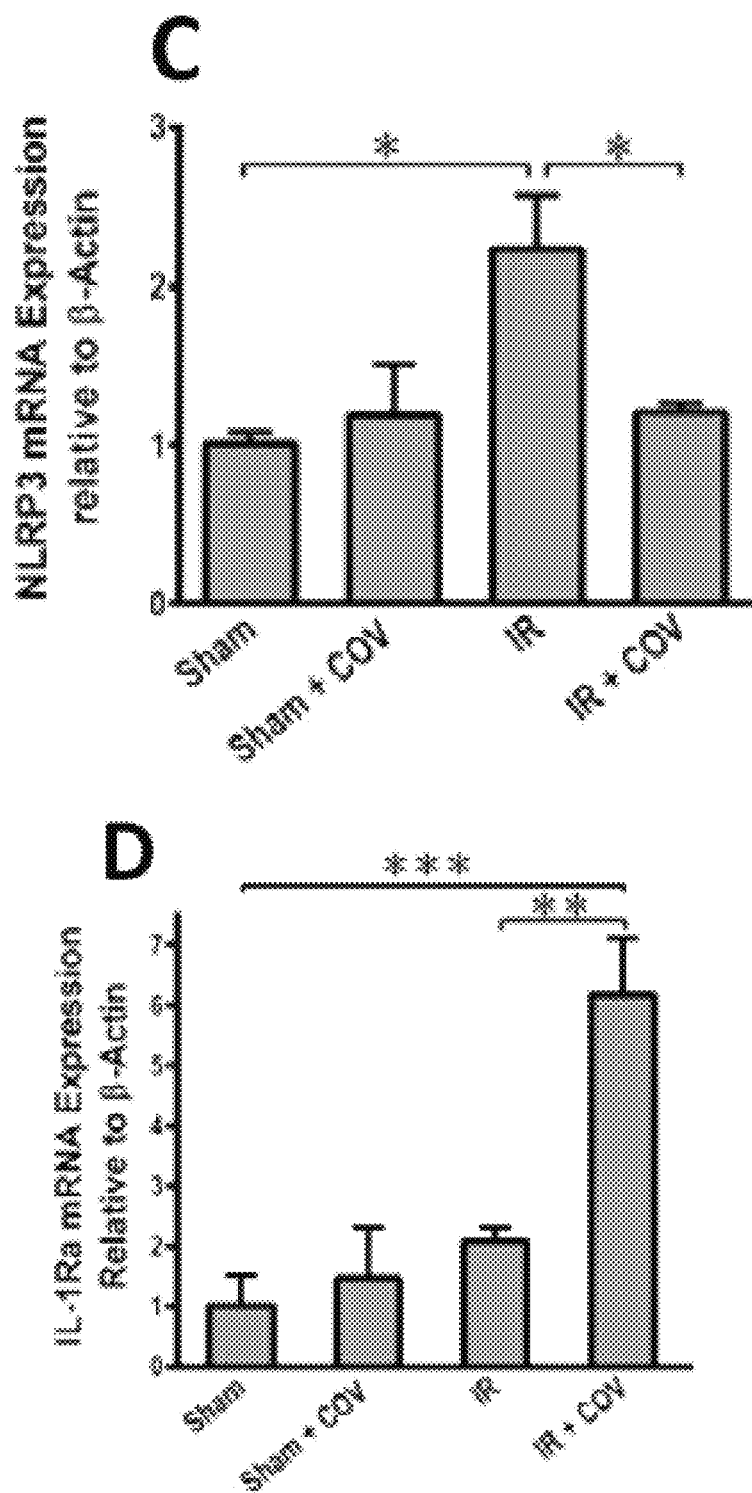 C
NLRP3 mRNA Expression
relative to β-Actin
3
2
1
0
* *
Sham
Sham + COV
IR
IR + COV
D
IL-1Ra mRNA Expression
Relative to β-Actin
7
6
5
4
3
2
1
0
***
**
Sham
Sham + COV
IR
IR + COV